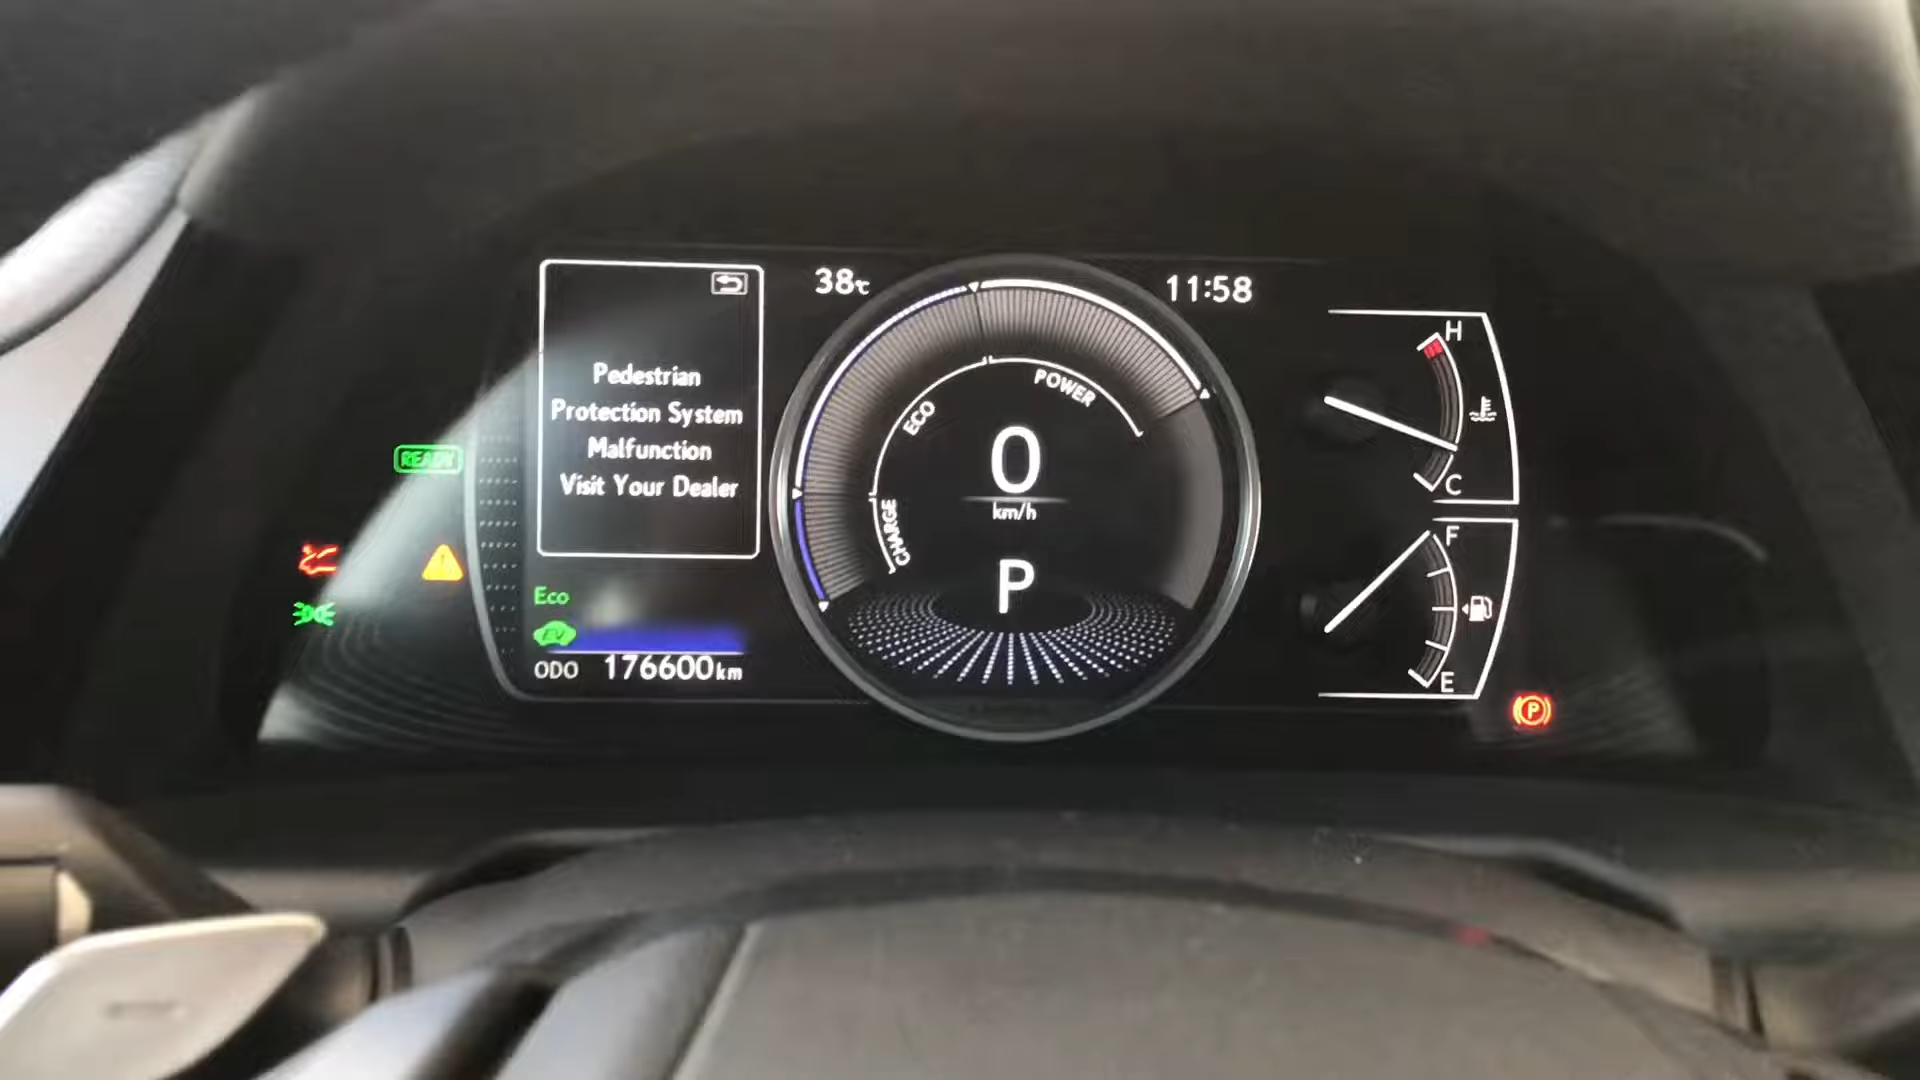 38℃
11:58
Pedestrian
Protection System
Malfunction
Visit Your Dealer
READY
H
C
F
E
POWER
ECO
CHARGE
0
km/h
P
Eco
EV
ODO 176600km
P